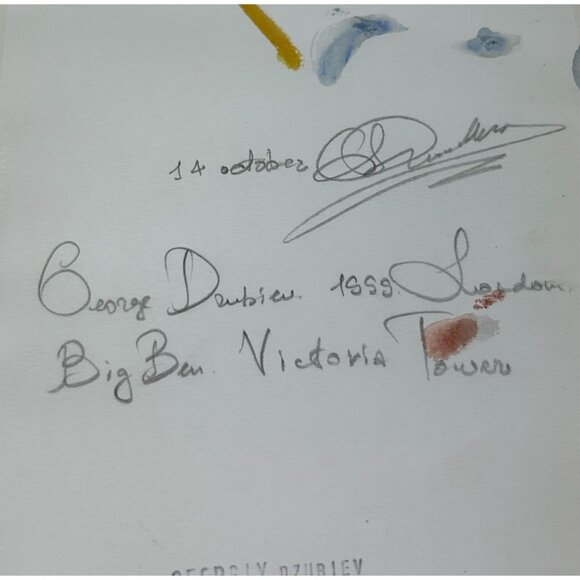 14 october
George Dzubiev. 1999. London.
Big Ben. Victoria Tower
GEORGIY DZUBIEV